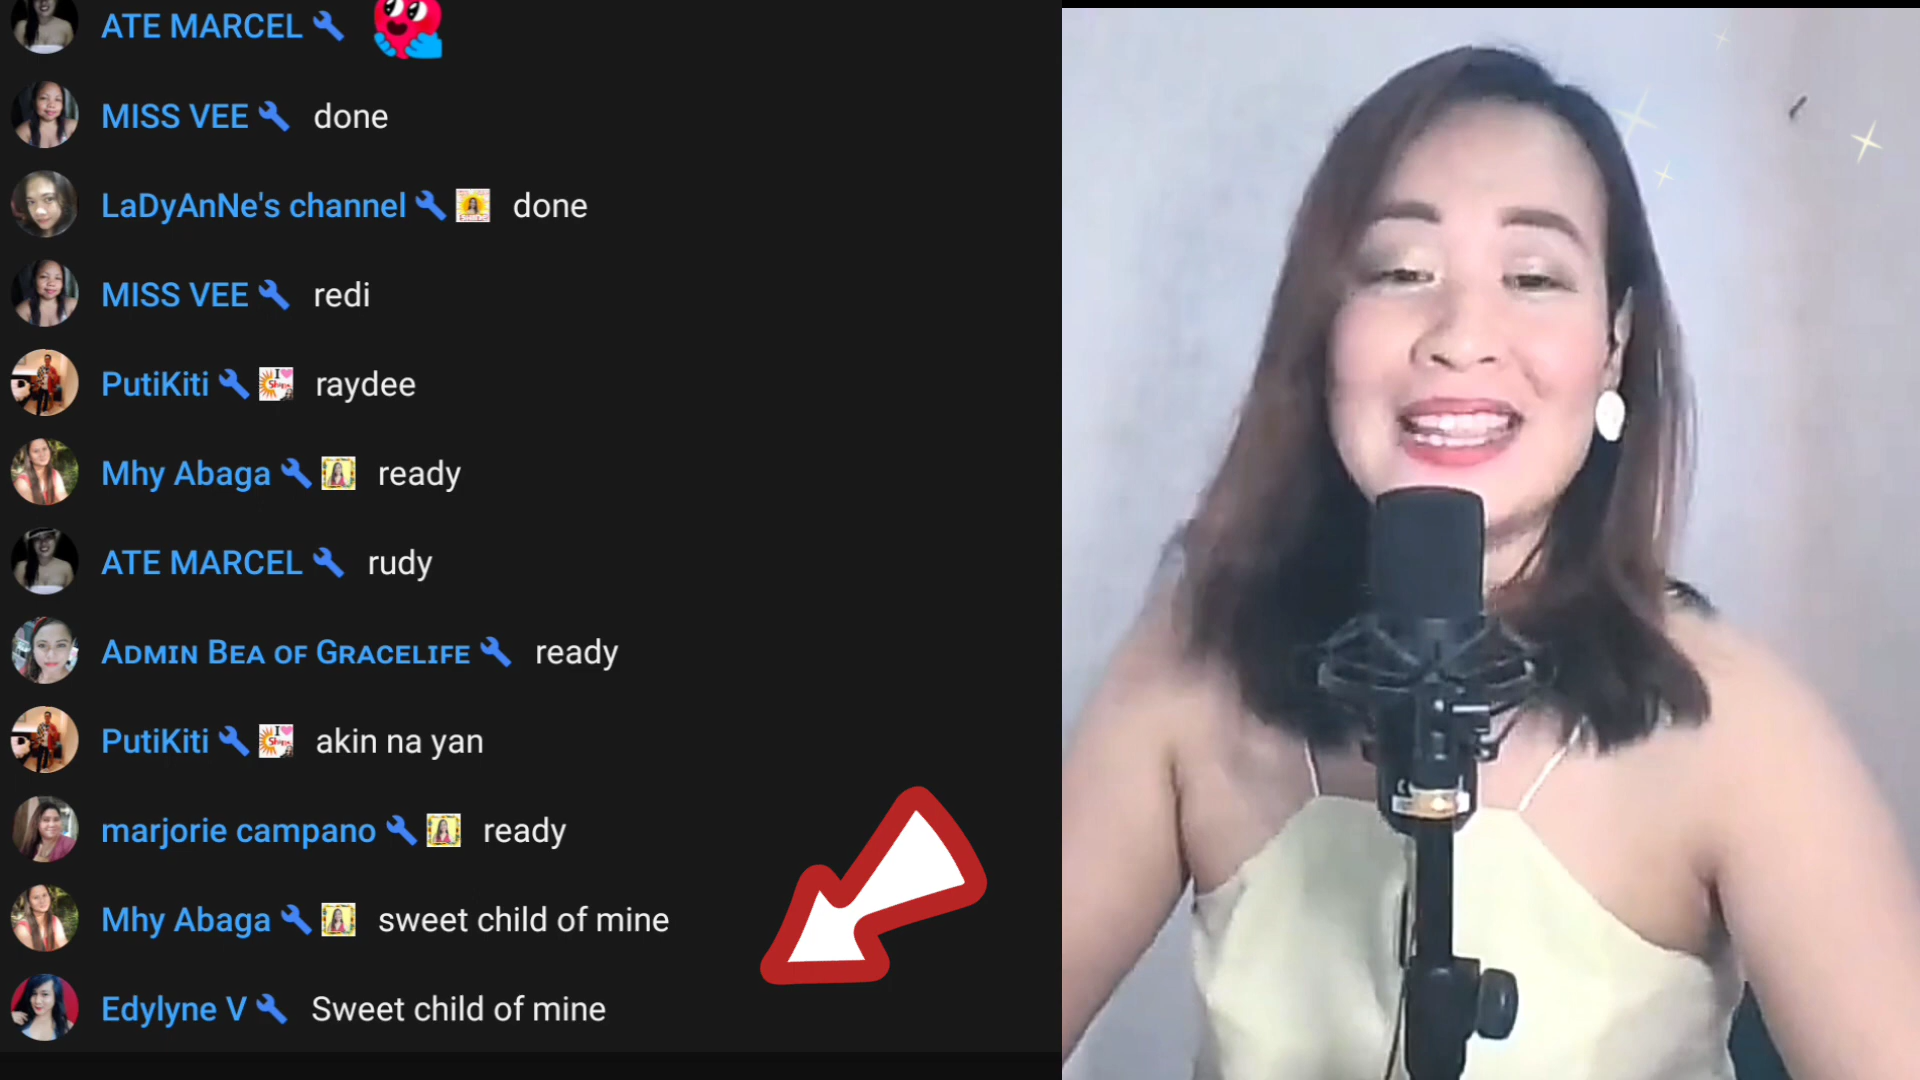 ATE MARCEL
MISS VEE done
LaDyAnNe's channel done
MISS VEE redi
PutiKiti raydee
Mhy Abaga ready
ATE MARCEL rudy
Admin Bea of Gracelife ready
PutiKiti akin na yan
marjorie campano ready
Mhy Abaga sweet child of mine
Edylyne V Sweet child of mine